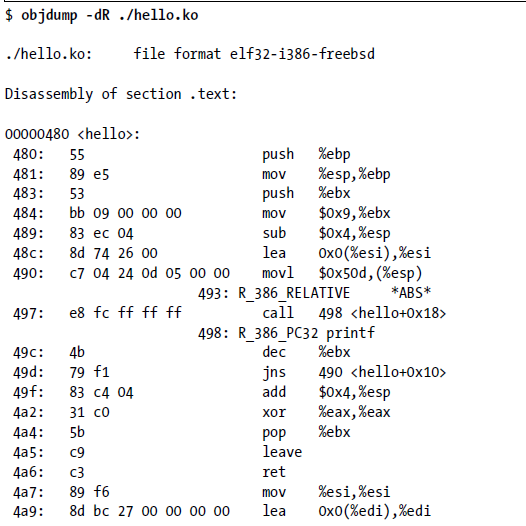 $ objdump -dR ./hello.ko
./hello.ko:     file format elf32-i386-freebsd
Disassembly of section .text:
00000480 <hello>:
 480:   55                      push   %ebp
 481:   89 e5                   mov    %esp,%ebp
 483:   53                      push   %ebx
 484:   bb 09 00 00 00          mov    $0x9,%ebx
 489:   83 ec 04                sub    $0x4,%esp
 48c:   8d 74 26 00             lea    0x0(%esi),%esi
 490:   c7 04 24 0d 05 00 00    movl   $0x50d,(%esp)
                        493: R_386_RELATIVE     *ABS*
 497:   e8 fc ff ff ff          call   498 <hello+0x18>
                        498: R_386_PC32 printf
 49c:   4b                      dec    %ebx
 49d:   79 f1                   jns    490 <hello+0x10>
 49f:   83 c4 04                add    $0x4,%esp
 4a2:   31 c0                   xor    %eax,%eax
 4a4:   5b                      pop    %ebx
 4a5:   c9                      leave
 4a6:   c3                      ret
 4a7:   89 f6                   mov    %esi,%esi
 4a9:   8d bc 27 00 00 00 00    lea    0x0(%edi),%edi